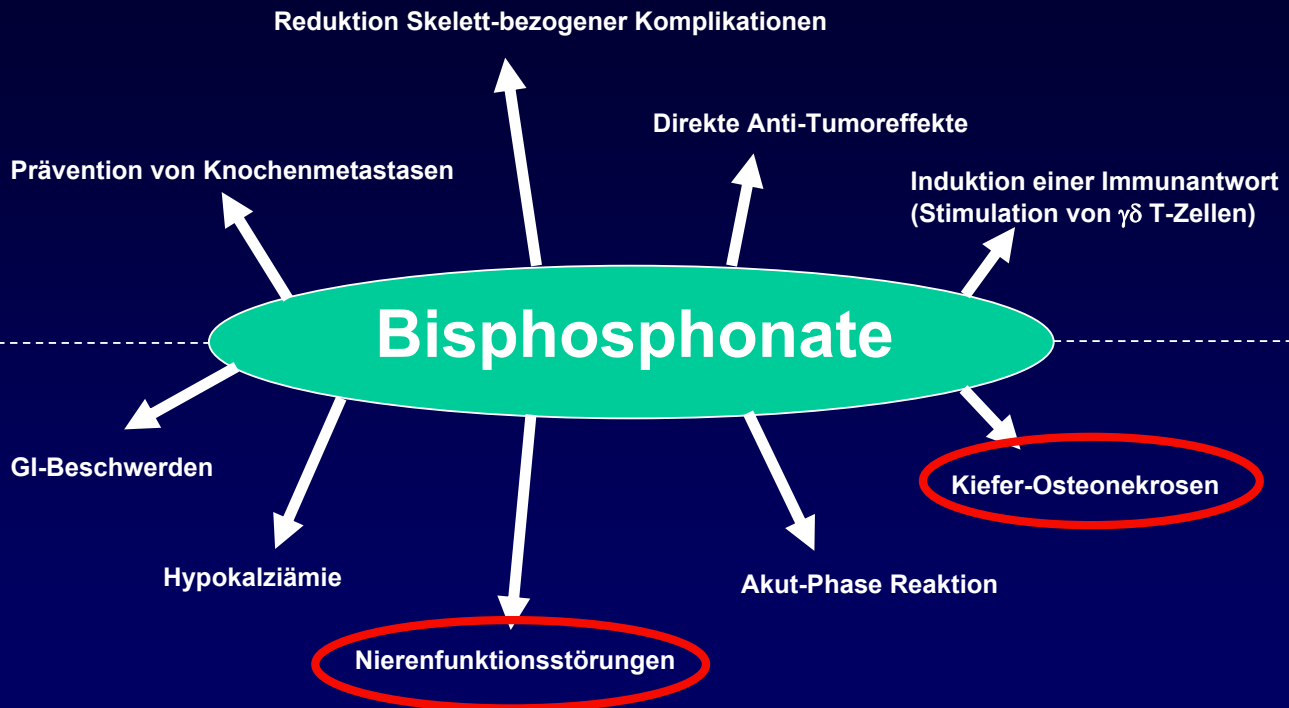 Reduktion Skelett-bezogener Komplikationen
Direkte Anti-Tumoreffekte
Prävention von Knochenmetastasen
Induktion einer Immunantwort
(Stimulation von γδ T-Zellen)
Bisphosphonate
GI-Beschwerden
Kiefer-Osteonekrosen
Hypokalziämie
Akut-Phase Reaktion
Nierenfunktionsstörungen